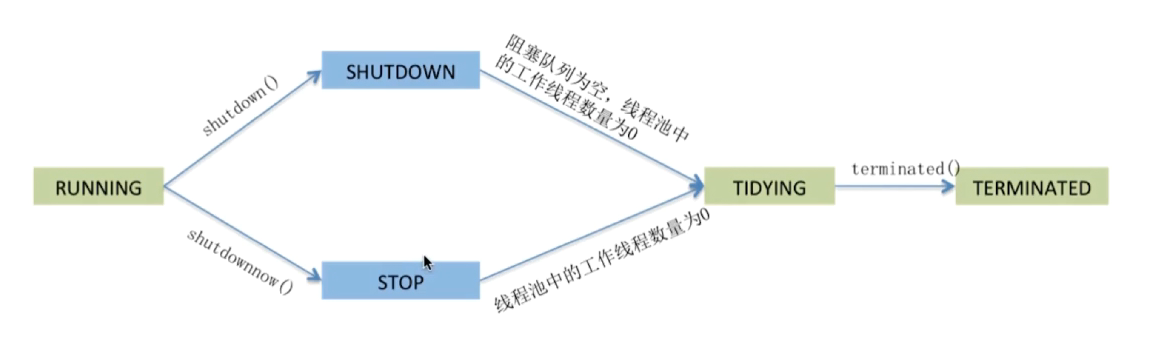 阻塞队列为空，线程池中
的工作线程数量为0
SHUTDOWN
shutdown()
RUNNING
TIDYING
terminated()
TERMINATED
shutdownnow()
STOP
线程池中的工作线程数量为0